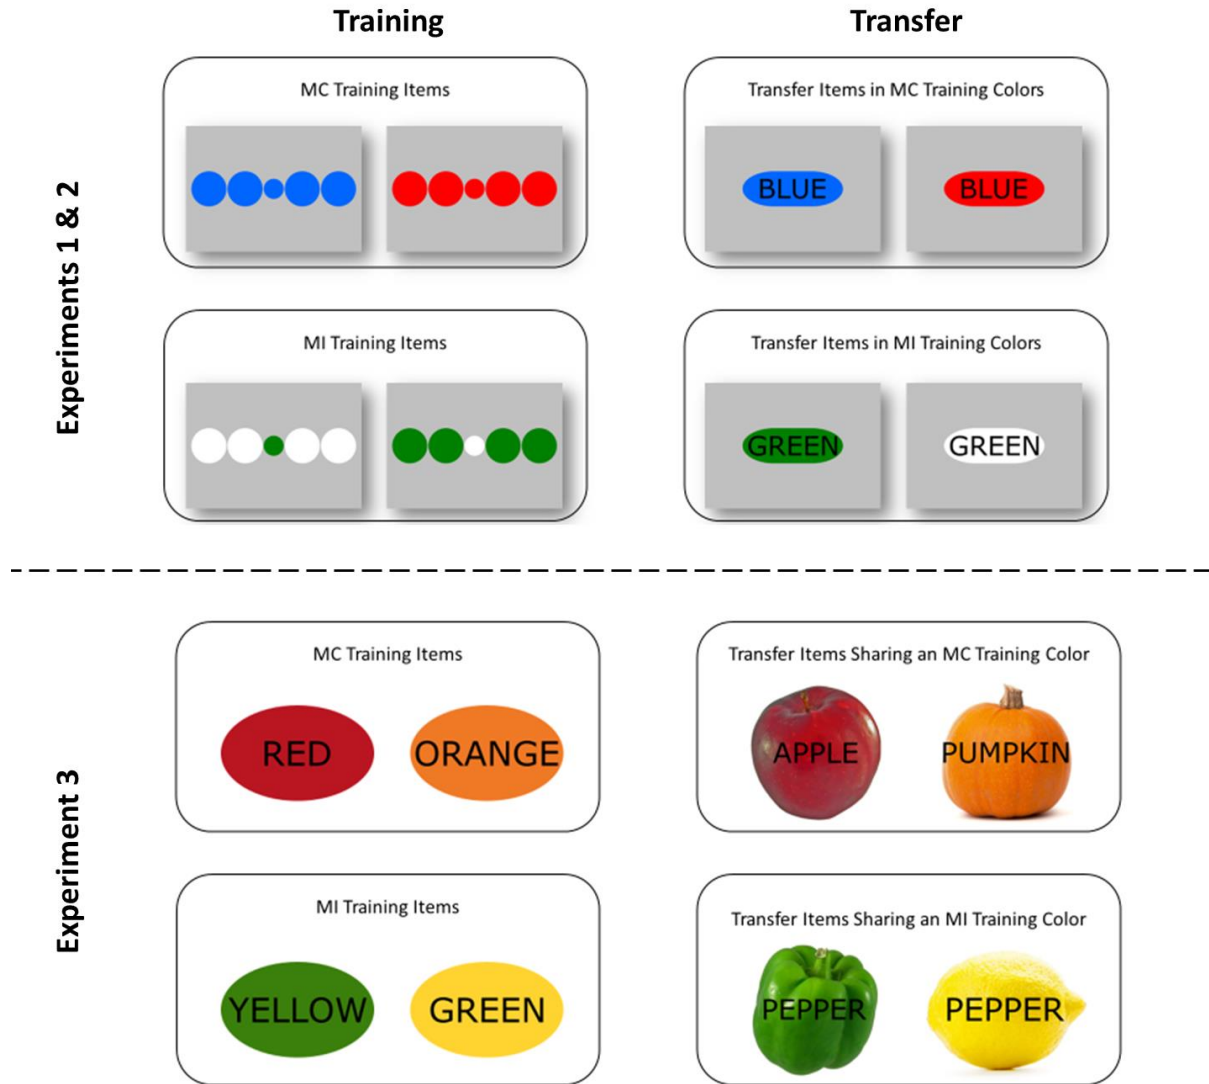 Training
Transfer
Experiments 1 & 2
MC Training Items
Transfer Items in MC Training Colors
BLUE
BLUE
MI Training Items
Transfer Items in MI Training Colors
GREEN
GREEN
Experiment 3
MC Training Items
RED
ORANGE
Transfer Items Sharing an MC Training Color
APPLE
PUMPKIN
MI Training Items
YELLOW
GREEN
Transfer Items Sharing an MI Training Color
PEPPER
PEPPER